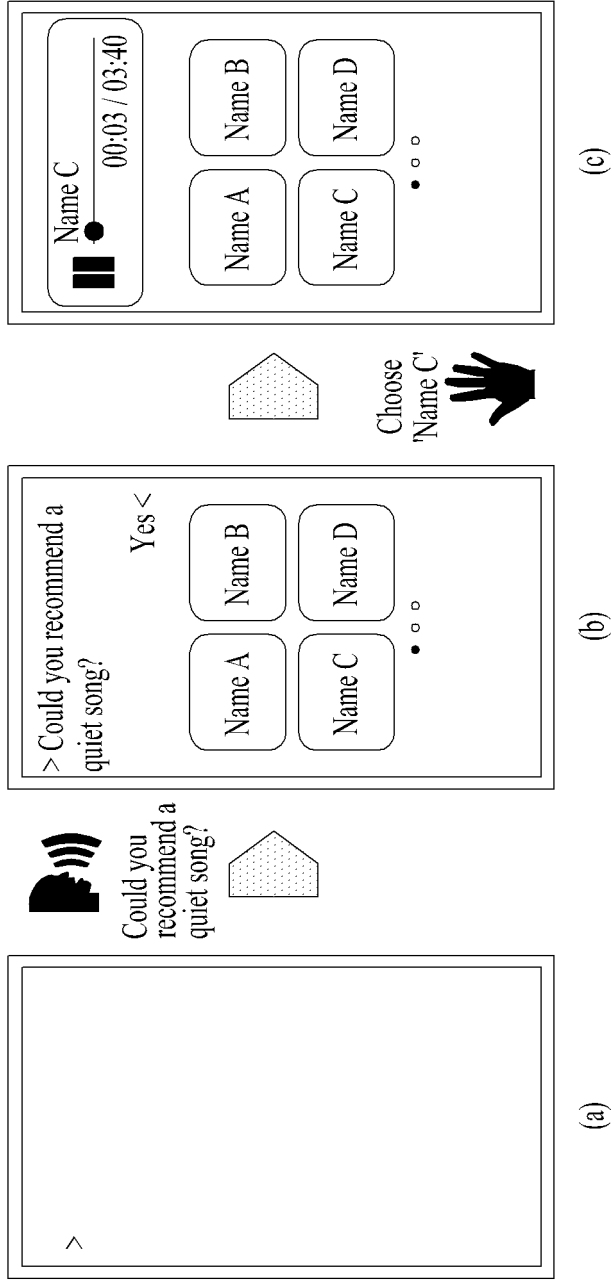 >
(a)
Could you
recommend a
quiet song?
> Could you recommend a
quiet song?
Yes <
Name A
Name B
Name C
Name D
(b)
Choose
'Name C'
Name C
00:03 / 03:40
Name A
Name B
Name C
Name D
(c)